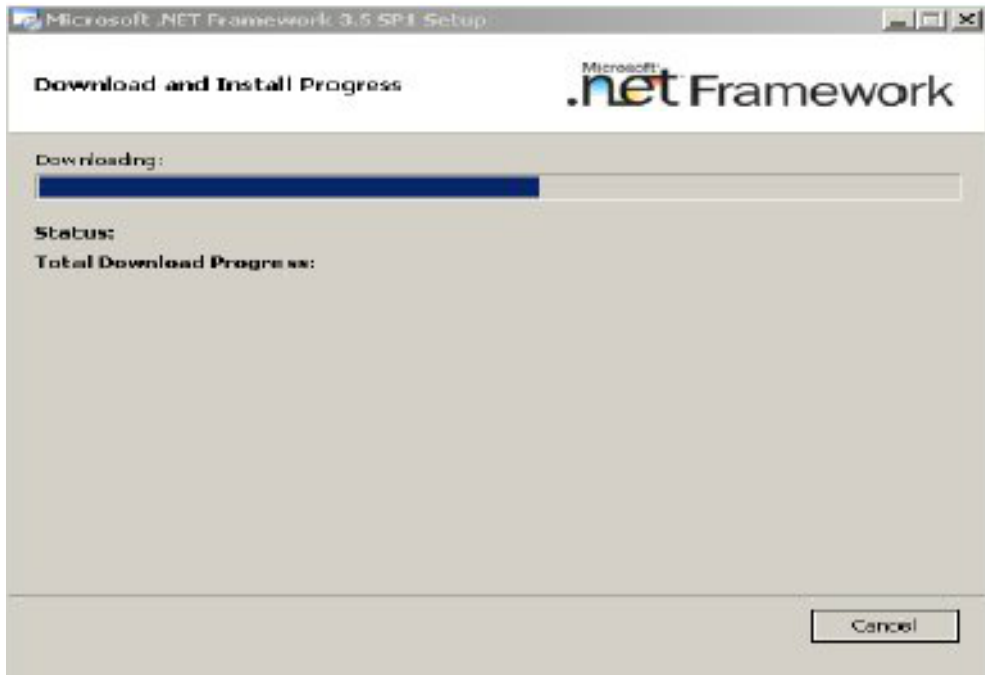 Microsoft .NET Framework 3.5 SP1 Setup
Download and Install Progress
Microsoft
.net Framework
Downloading:
Status:
Total Download Progress:
Cancel